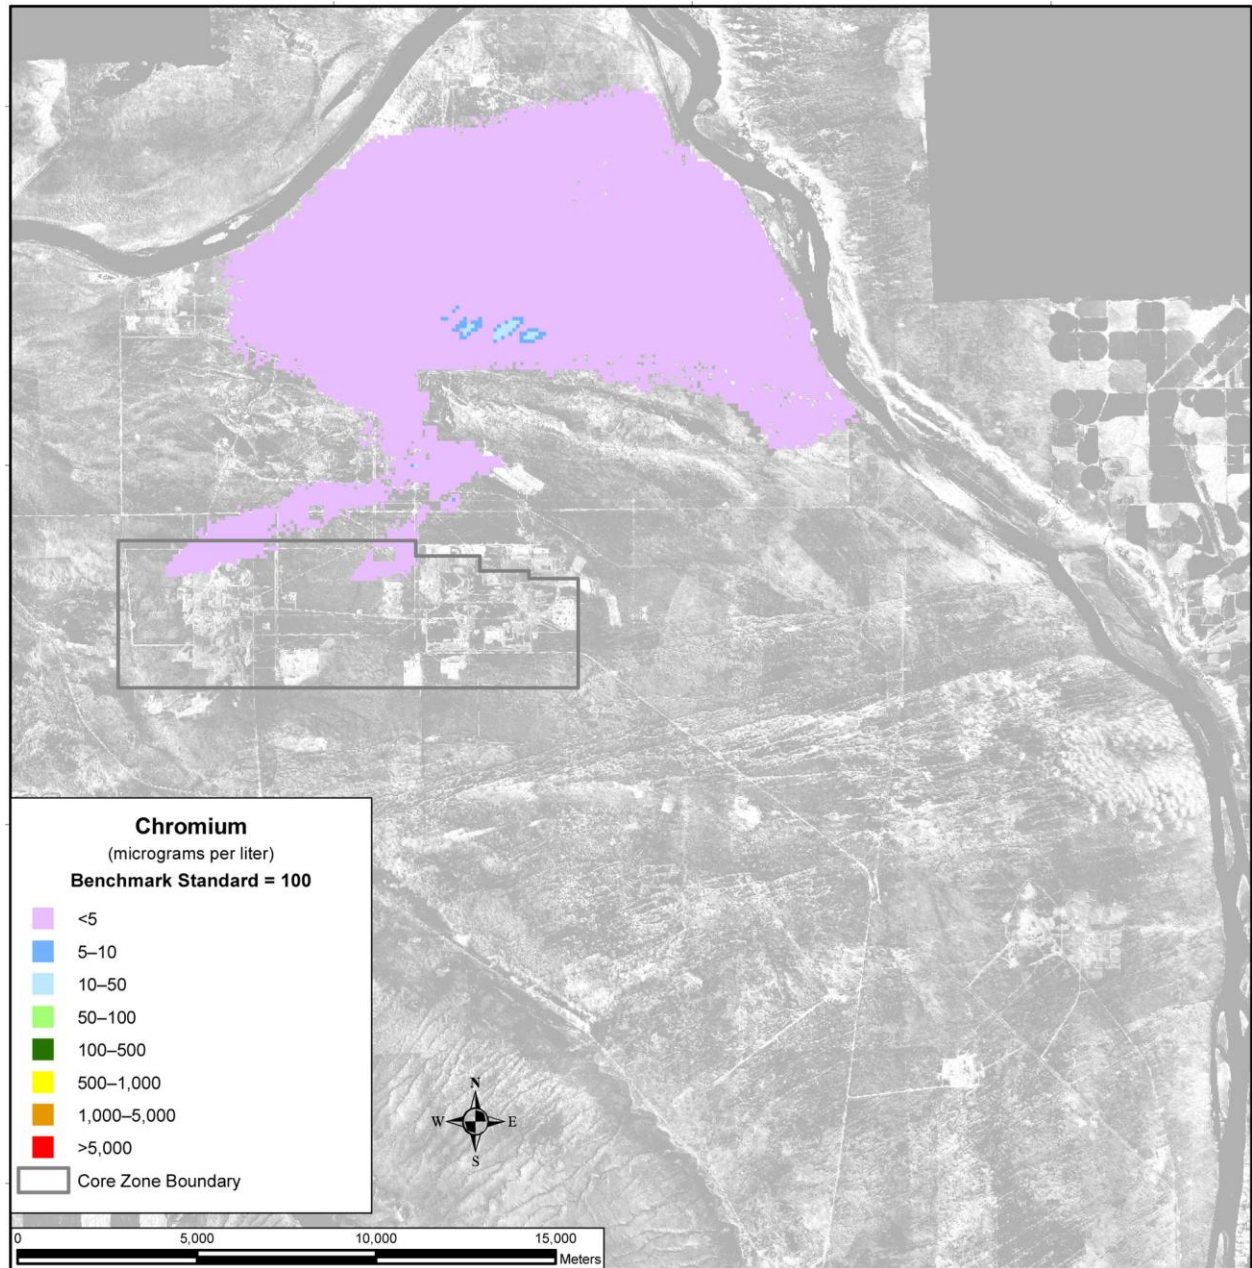 Chromium
(micrograms per liter)
Benchmark Standard = 100
<5
5–10
10–50
50–100
100–500
500–1,000
1,000–5,000
>5,000
Core Zone Boundary
N
W E
S
0 5,000 10,000 15,000
Meters